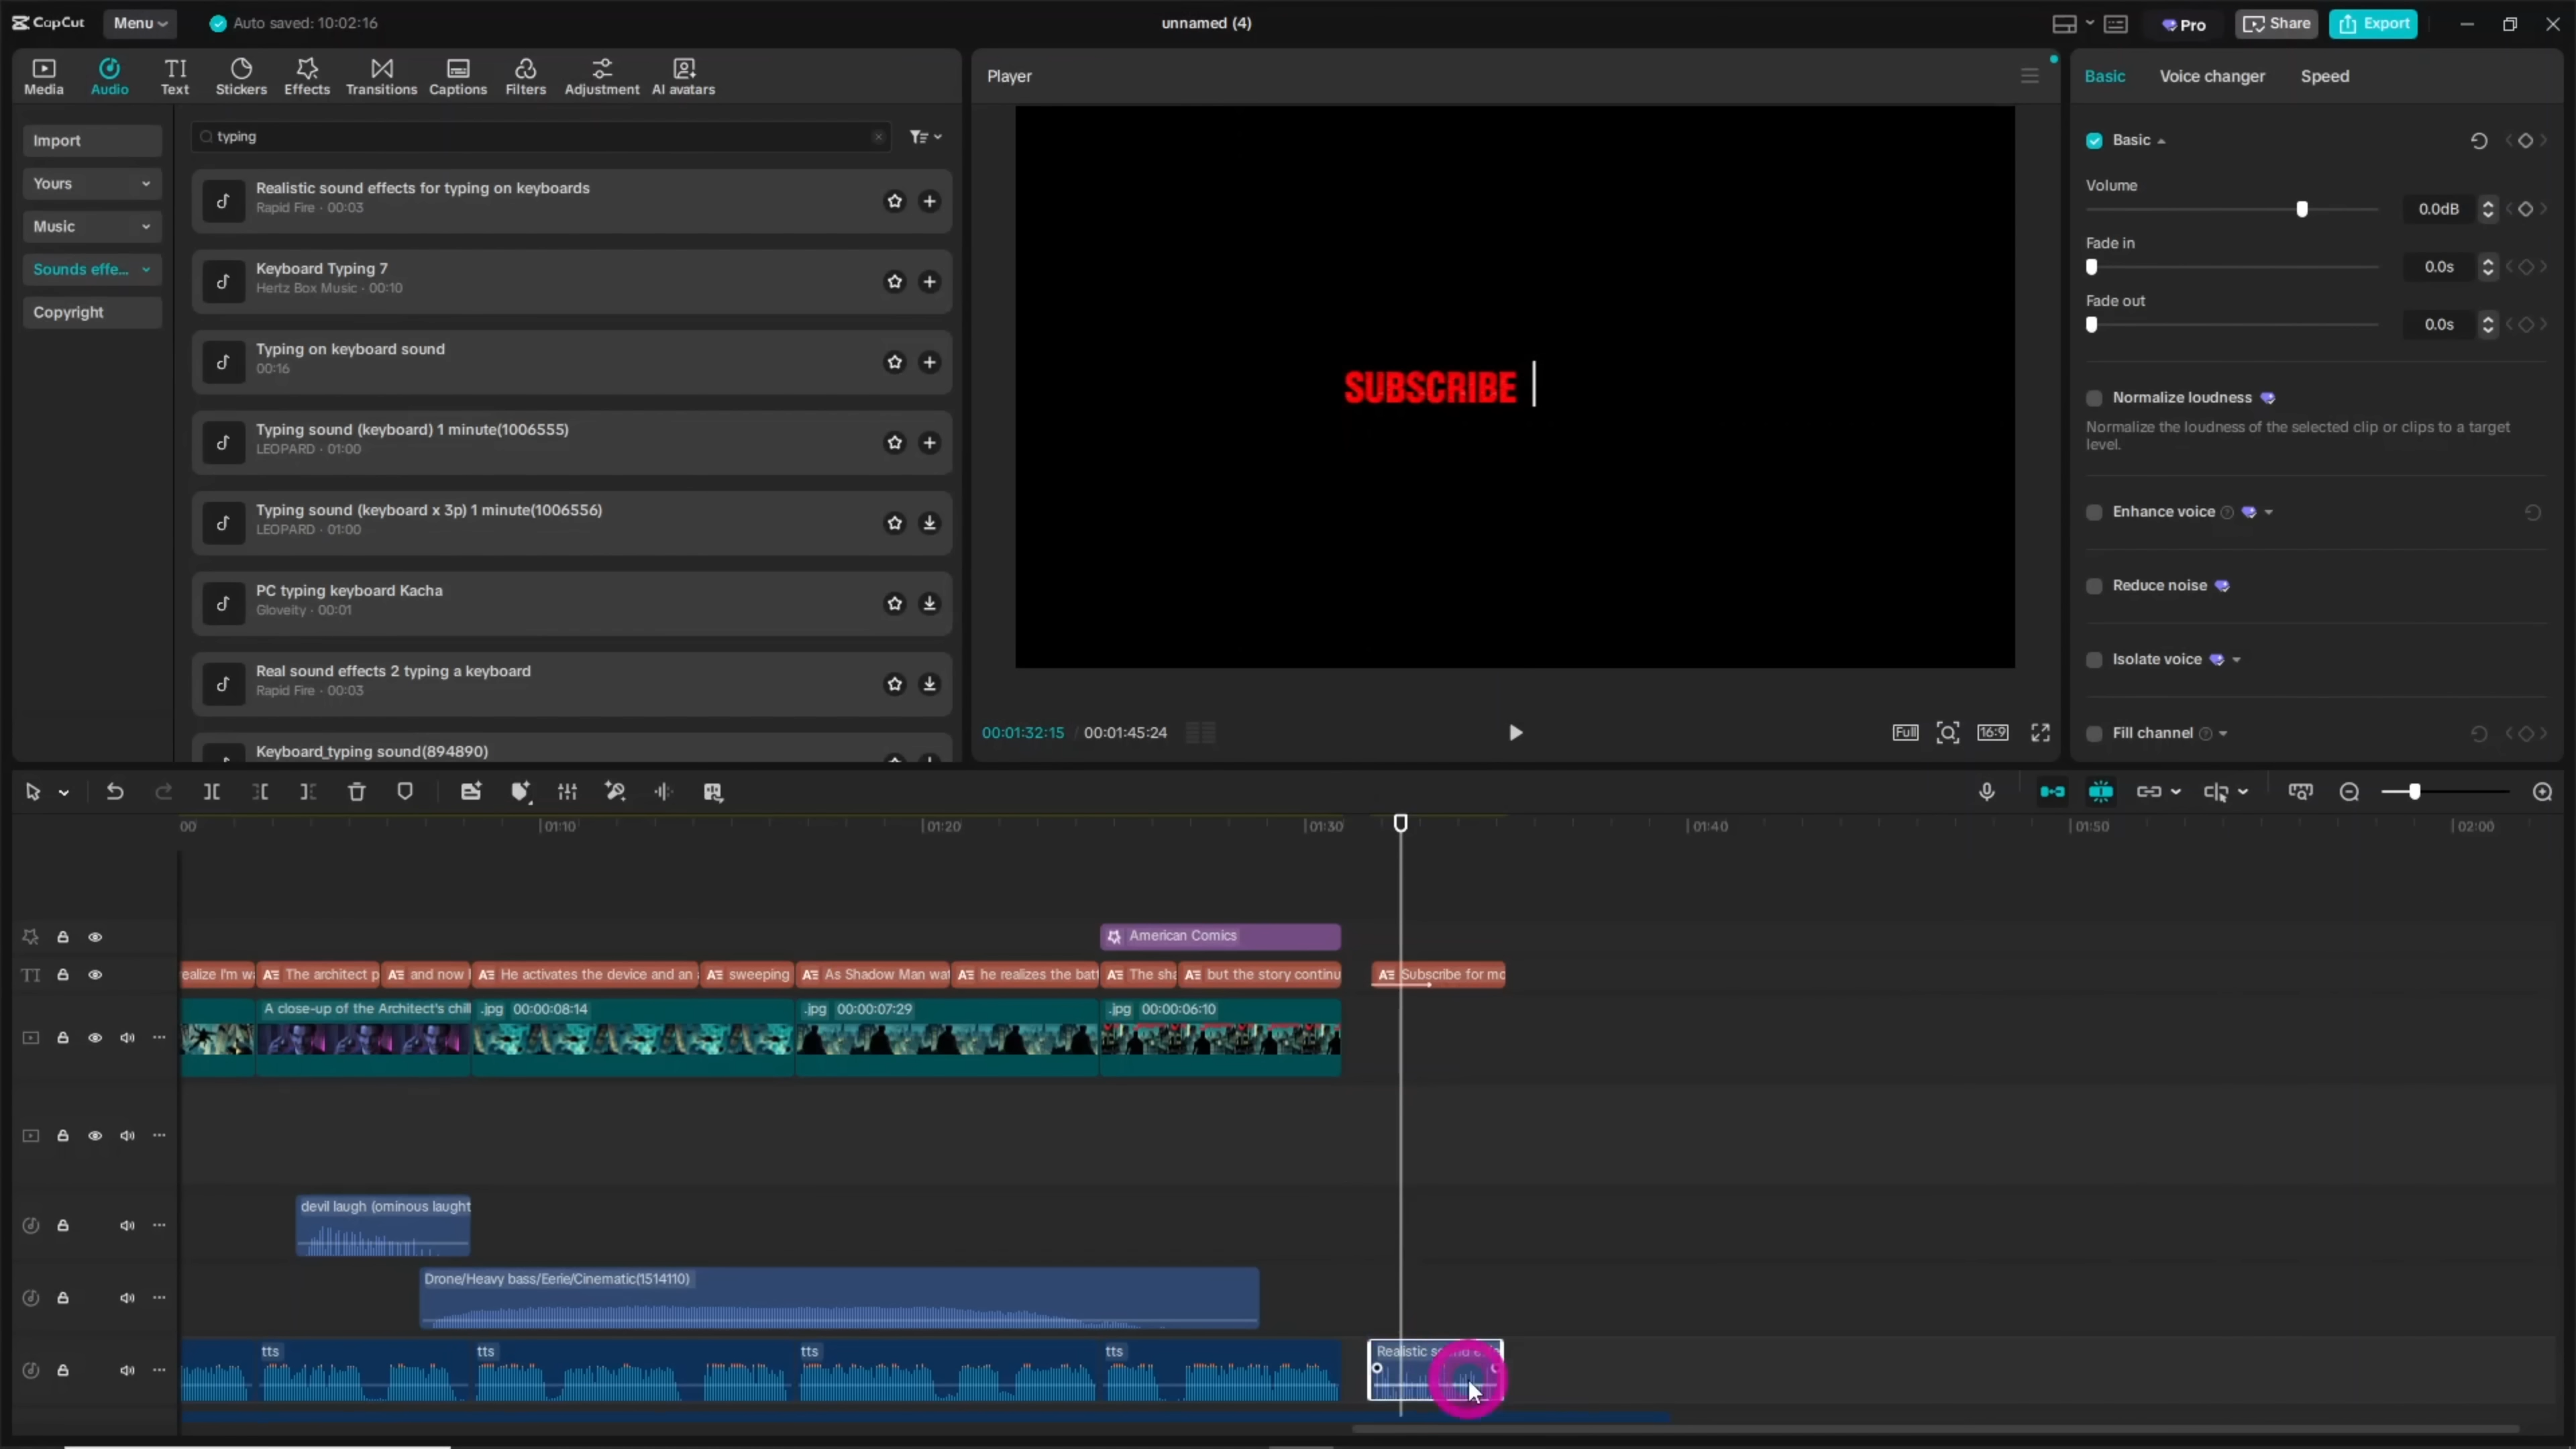 CapCut
Menu
Auto saved: 10:02:16
unnamed (4)
Pro
Share
Export
Media
Audio
Text
Stickers
Effects
Transitions
Captions
Filters
Adjustment
AI avatars
Import
Yours
Music
Sounds effe...
Copyright
typing
Realistic sound effects for typing on keyboards
Rapid Fire · 00:03
Keyboard Typing 7
Hertz Box Music · 00:10
Typing on keyboard sound
00:16
Typing sound (keyboard) 1 minute(1006555)
LEOPARD · 01:00
Typing sound (keyboard x 3p) 1 minute(1006556)
LEOPARD · 01:00
PC typing keyboard Kacha
Gloveity · 00:01
Real sound effects 2 typing a keyboard
Rapid Fire · 00:03
Keyboard_typing sound(894890)
Player
SUBSCRIBE
00:01:32:15 / 00:01:45:24
Full
16:9
Basic
Voice changer
Speed
Basic
Volume
0.0dB
Fade in
0.0s
Fade out
0.0s
Normalize loudness
Normalize the loudness of the selected clip or clips to a target
level.
Enhance voice
Reduce noise
Isolate voice
Fill channel
00
01:10
01:20
01:30
01:40
01:50
02:00
American Comics
TI
ealize I'm wa
The architect p
and now
He activates the device and an
sweeping
As Shadow Man wat
he realizes the batt
The sha
but the story continu
Subscribe for mo
A close-up of the Architect's chill
.jpg 00:00:08:14
.jpg 00:00:07:29
.jpg 00:00:06:10
devil laugh (ominous laught
Drone/Heavy bass/Eerie/Cinematic(1514110)
tts
tts
tts
tts
Realistic